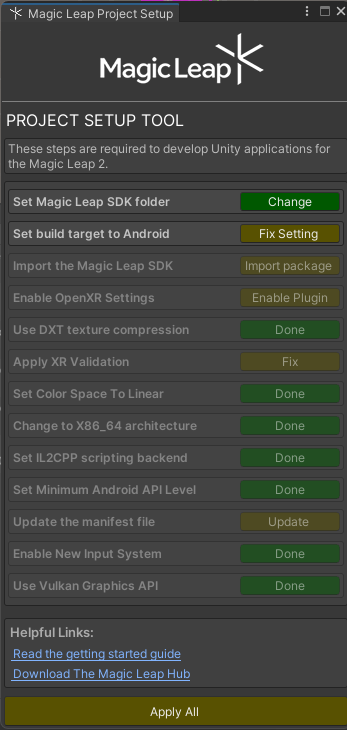 Magic Leap Project Setup
Magic Leap
PROJECT SETUP TOOL
These steps are required to develop Unity applications for
the Magic Leap 2.
Set Magic Leap SDK folder Change
Set build target to Android Fix Setting
Import the Magic Leap SDK Import package
Enable OpenXR Settings Enable Plugin
Use DXT texture compression Done
Apply XR Validation Fix
Set Color Space To Linear Done
Change to X86_64 architecture Done
Set IL2CPP scripting backend Done
Set Minimum Android API Level Done
Update the manifest file Update
Enable New Input System Done
Use Vulkan Graphics API Done
Helpful Links:
Read the getting started guide
Download The Magic Leap Hub
Apply All